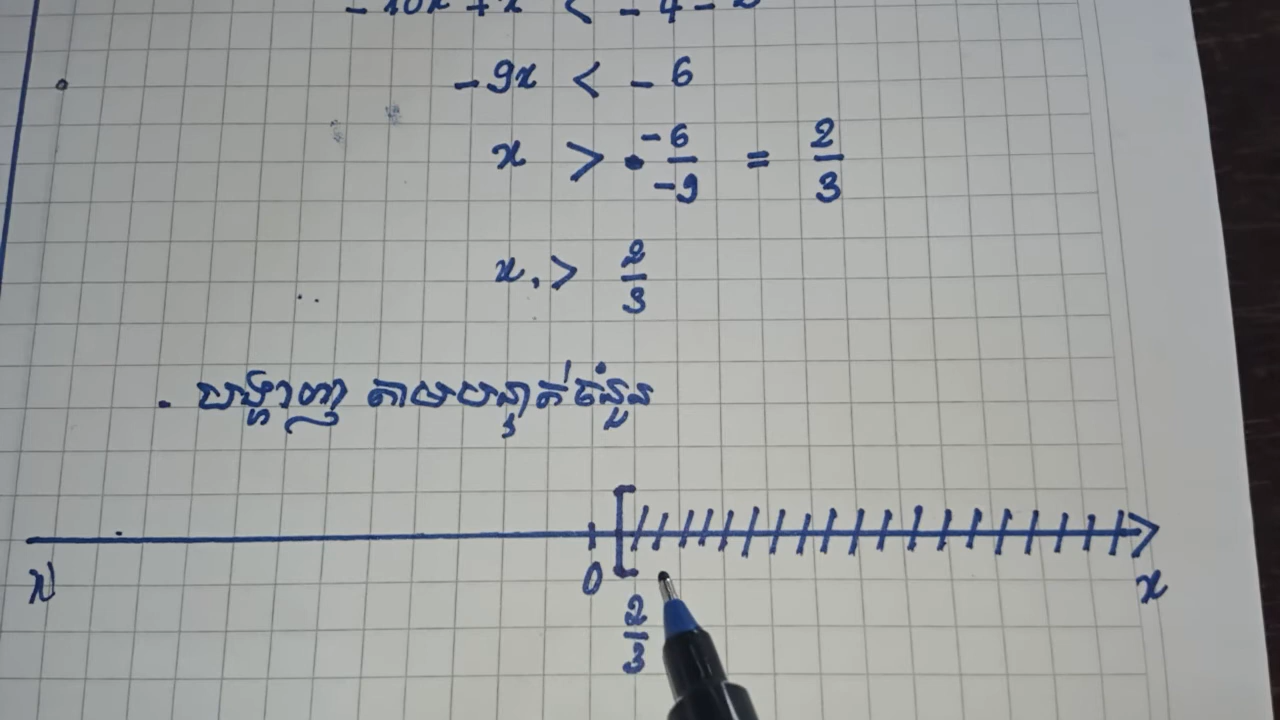 -9x < -6
x > -6/-9 = 2/3
x > 2/3
. បង្ហាញ តាមបន្ទាត់ចំនួន
0 x
2/3